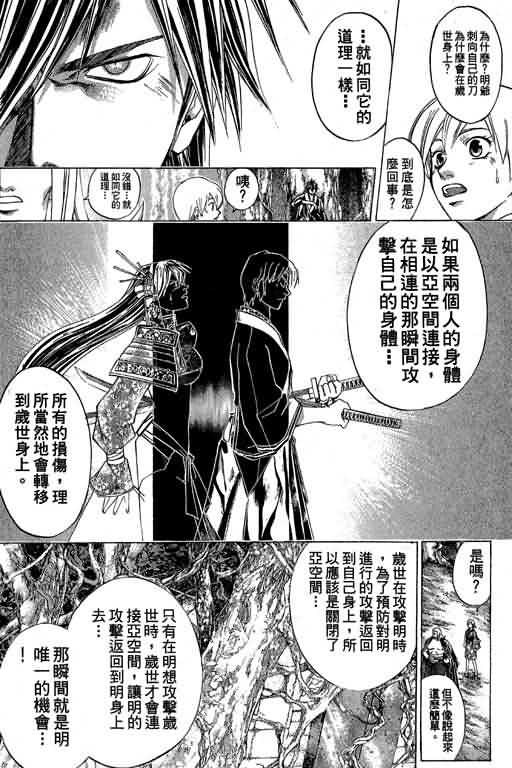 為什麼？明爺
刺向自己的刀
為什麼會在歲
世身上？
到底是怎
麼回事？
…就如同它的
道理一樣…
咦？
沒錯…就
如同它的
道理…
如果兩個人的身體
是以亞空間連接，
在相連的那瞬間攻
擊自己的身體…
所有的損傷，理
所當然地會轉移
到歲世身上。
是嗎？
但不像說起來
這麼簡單。
歲世在攻擊明時
，為了預防對明
進行的攻擊返回
到自己身上，所
以應該是關閉了
亞空間…
只有在明想攻擊歲
世時，歲世才會連
接亞空間，讓明的
攻擊返回到明身上
去…
那瞬間就是明
唯一的機會…
！